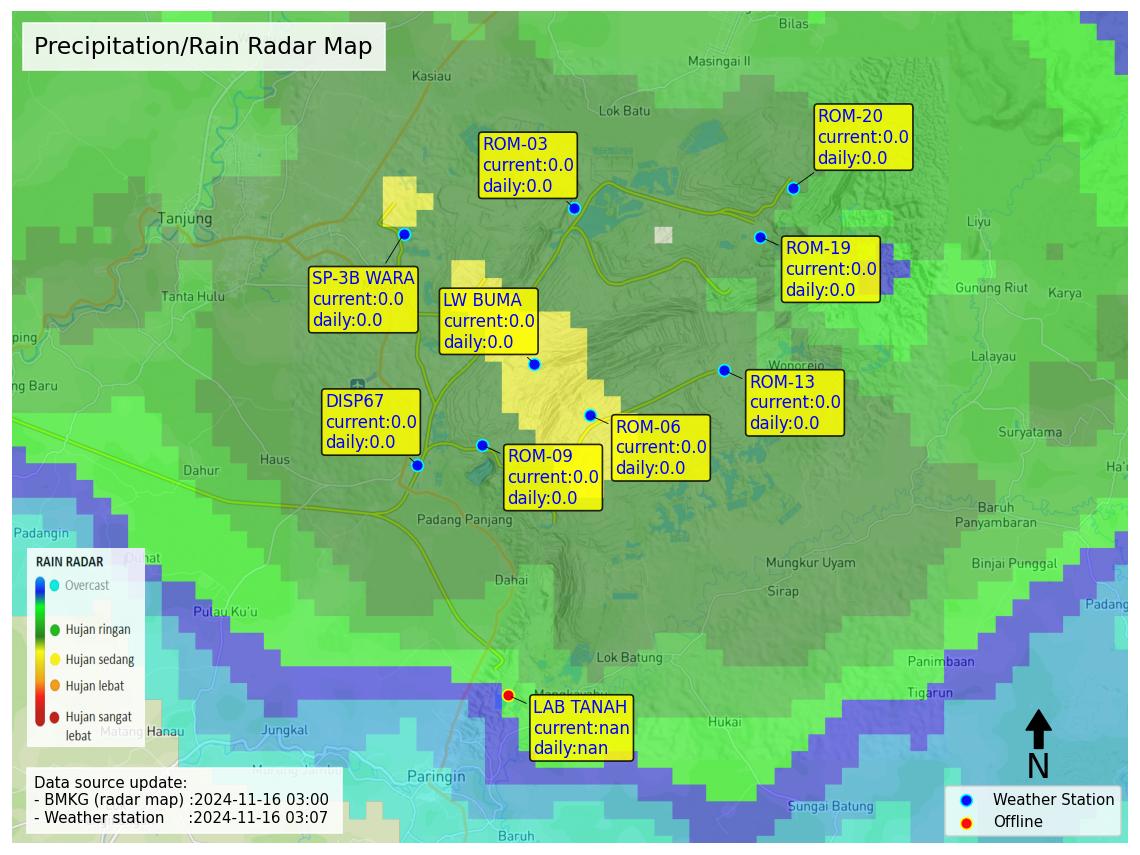 Precipitation/Rain Radar Map
Bilas
Masingai II
Kasiau
Lok Batu
ROM-20
current:0.0
daily:0.0
ROM-03
current:0.0
daily:0.0
Tanjung
Liyu
ROM-19
current:0.0
daily:0.0
SP-3B WARA
current:0.0
daily:0.0
Tanta Hulu
LW BUMA
current:0.0
daily:0.0
Gunung Riut
Karya
ping
Lalayau
Wonorejo
ng Baru
ROM-13
current:0.0
daily:0.0
DISP67
current:0.0
daily:0.0
ROM-06
current:0.0
daily:0.0
Suryatama
ROM-09
current:0.0
daily:0.0
Haus
Dahur
Ha'u
Baruh
Panyambaran
Padang Panjang
Padangin
Mungkur Uyam
Binjai Punggal
Dahai
Sirap
Padang
Pulau Ku'u
RAIN RADAR
Overcast
Hujan ringan
Hujan sedang
Hujan lebat
Hujan sangat
lebat
Lok Batung
Panimbaan
Tigarun
LAB TANAH
current:nan
daily:nan
Hukai
Jungkal
Manau
Paringin
Sungai Batung
Baruh
N
Data source update:
- BMKG (radar map) :2024-11-16 03:00
- Weather station :2024-11-16 03:07
Weather Station
Offline